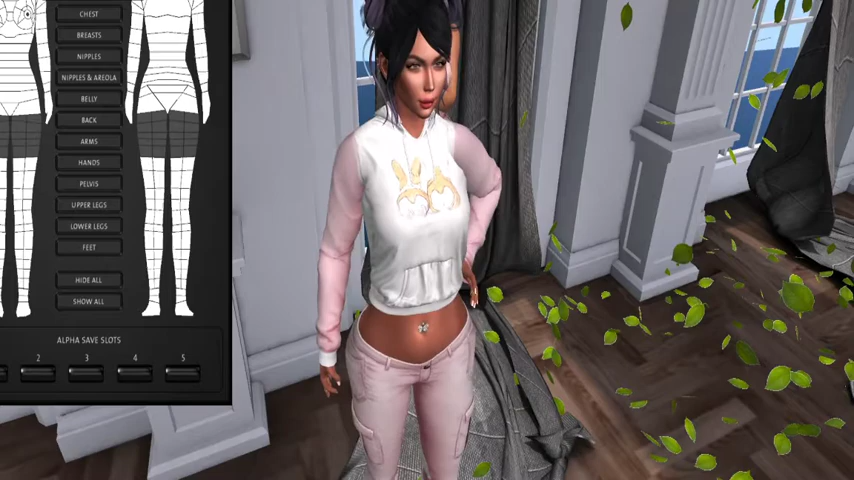 CHEST
BREASTS
NIPPLES
NIPPLES & AREOLA
BELLY
BACK
ARMS
HANDS
PELVIS
UPPER LEGS
LOWER LEGS
FEET
HIDE ALL
SHOW ALL
ALPHA SAVE SLOTS
2 3 4 5